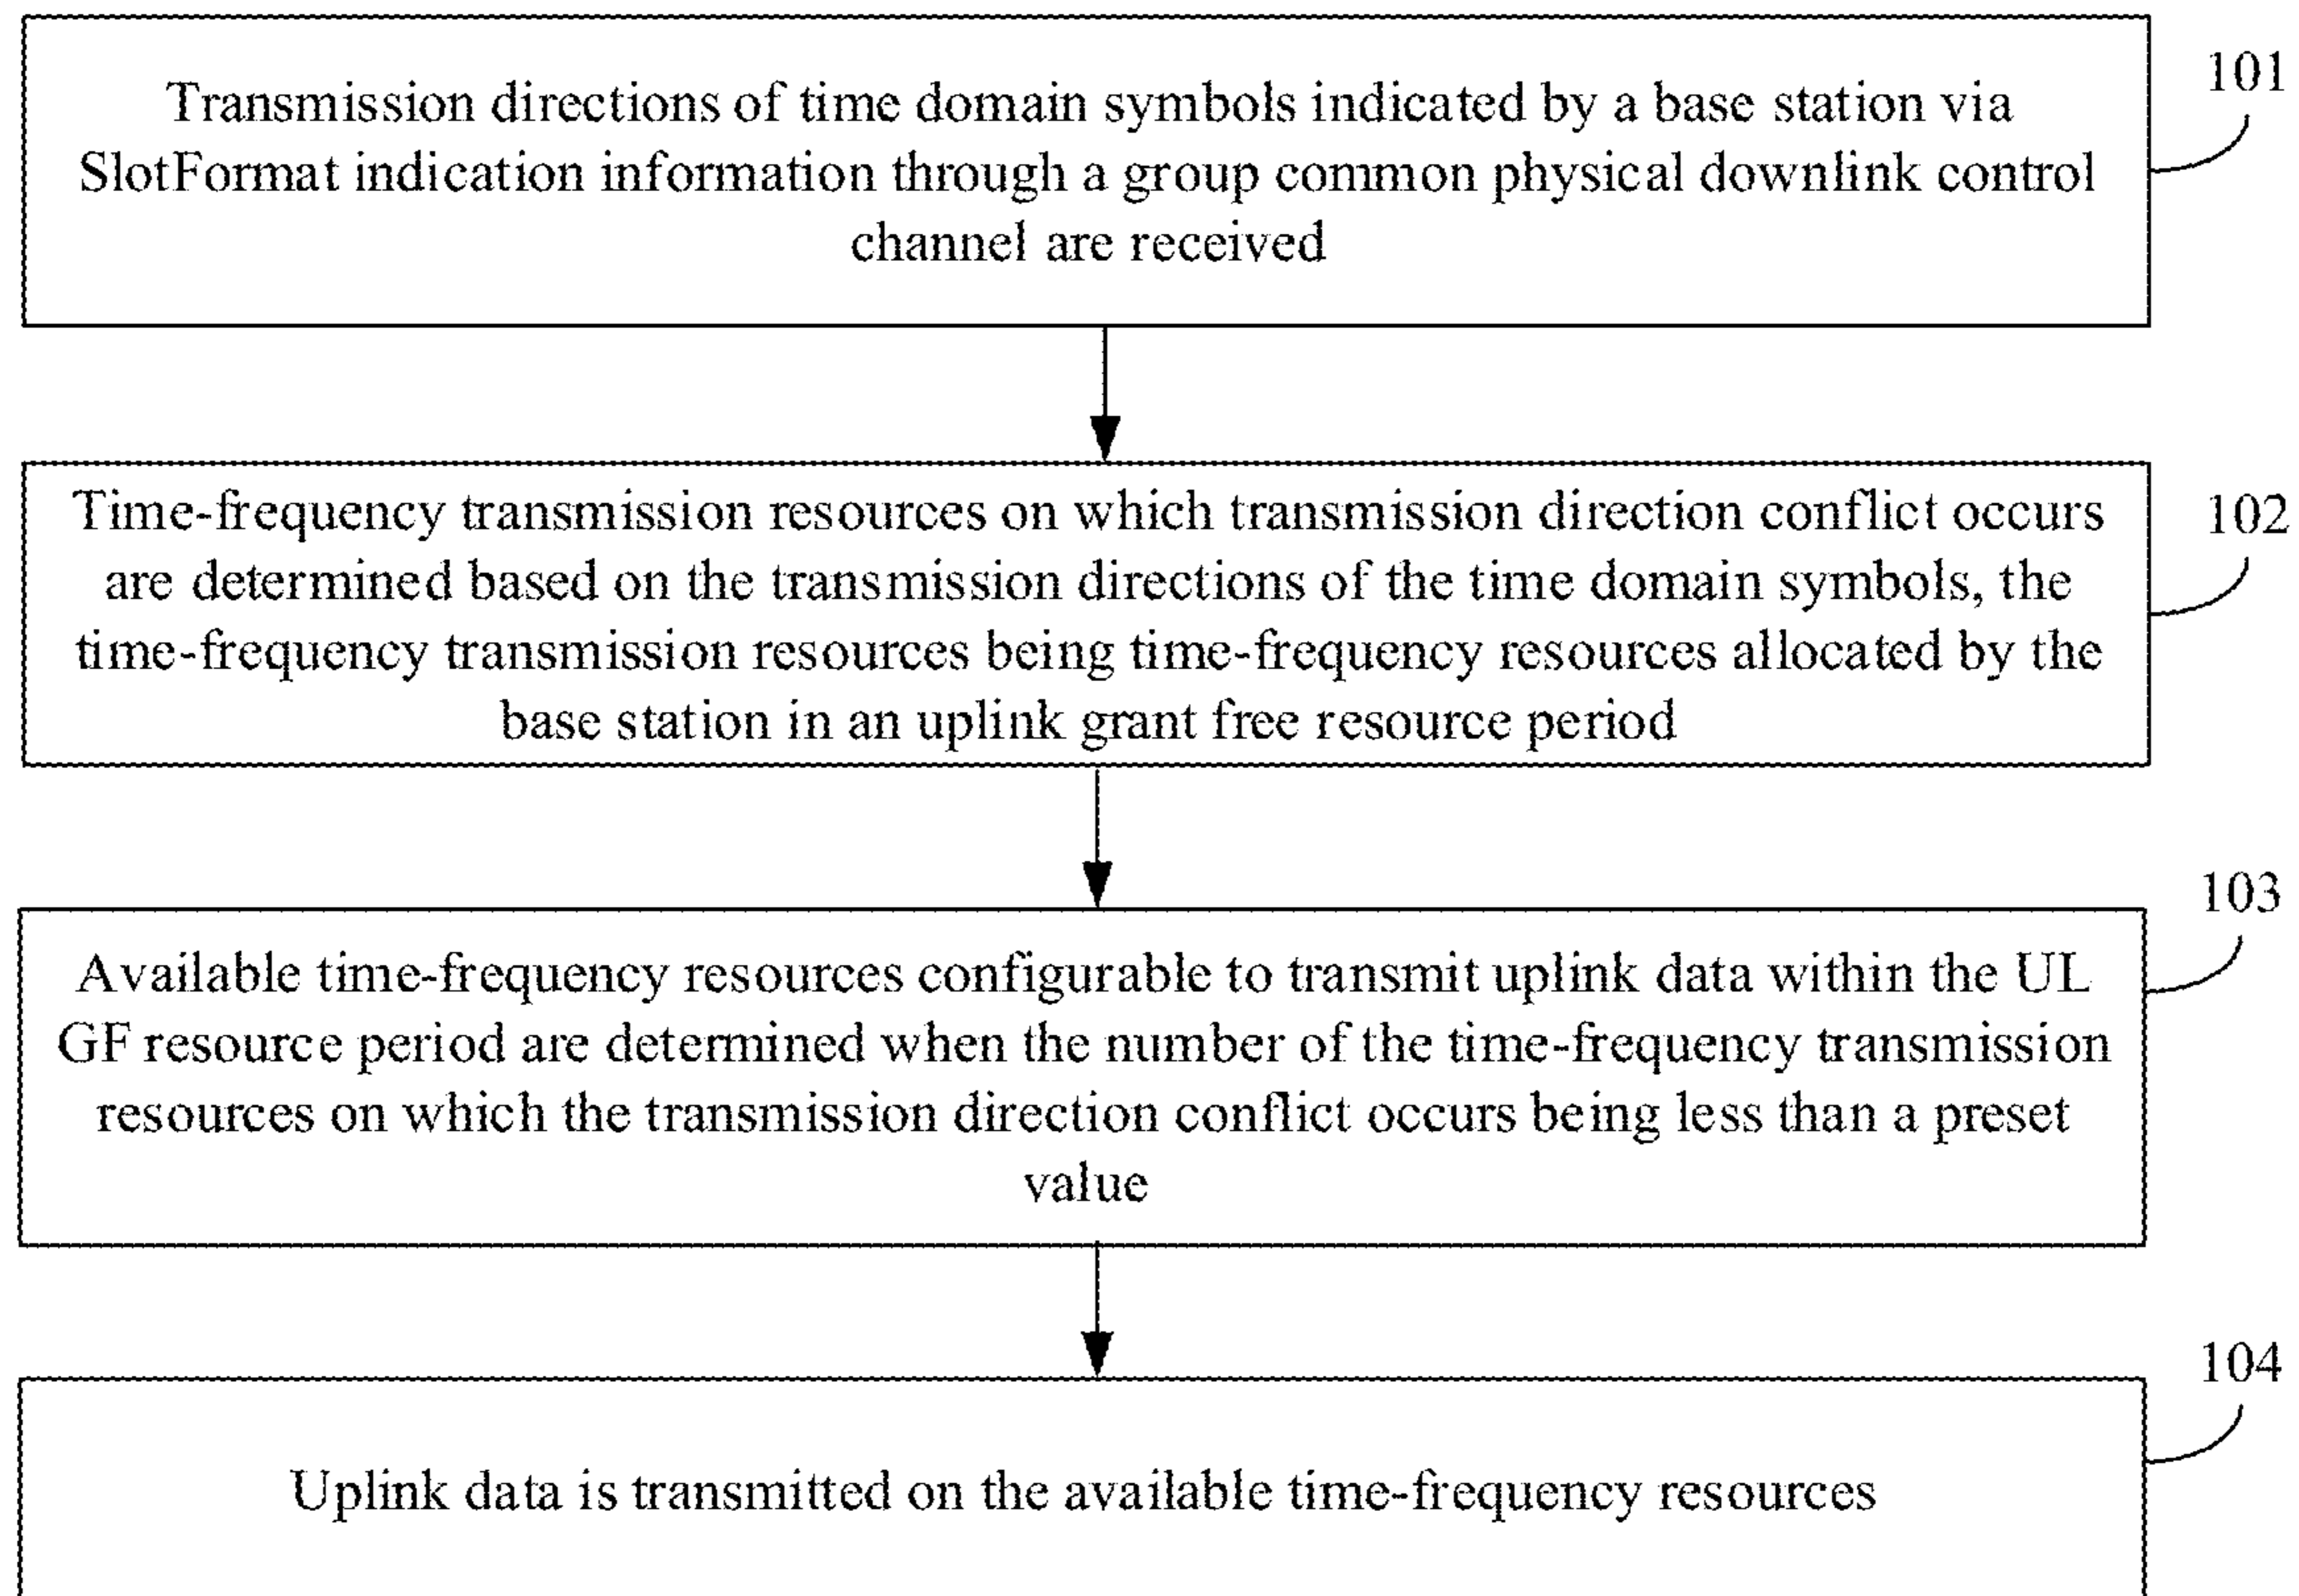 Transmission directions of time domain symbols indicated by a base station via
SlotFormat indication information through a group common physical downlink control
channel are received
101
Time-frequency transmission resources on which transmission direction conflict occurs
are determined based on the transmission directions of the time domain symbols, the
time-frequency transmission resources being time-frequency resources allocated by the
base station in an uplink grant free resource period
102
Available time-frequency resources configurable to transmit uplink data within the UL
GF resource period are determined when the number of the time-frequency transmission
resources on which the transmission direction conflict occurs being less than a preset
value
103
Uplink data is transmitted on the available time-frequency resources
104